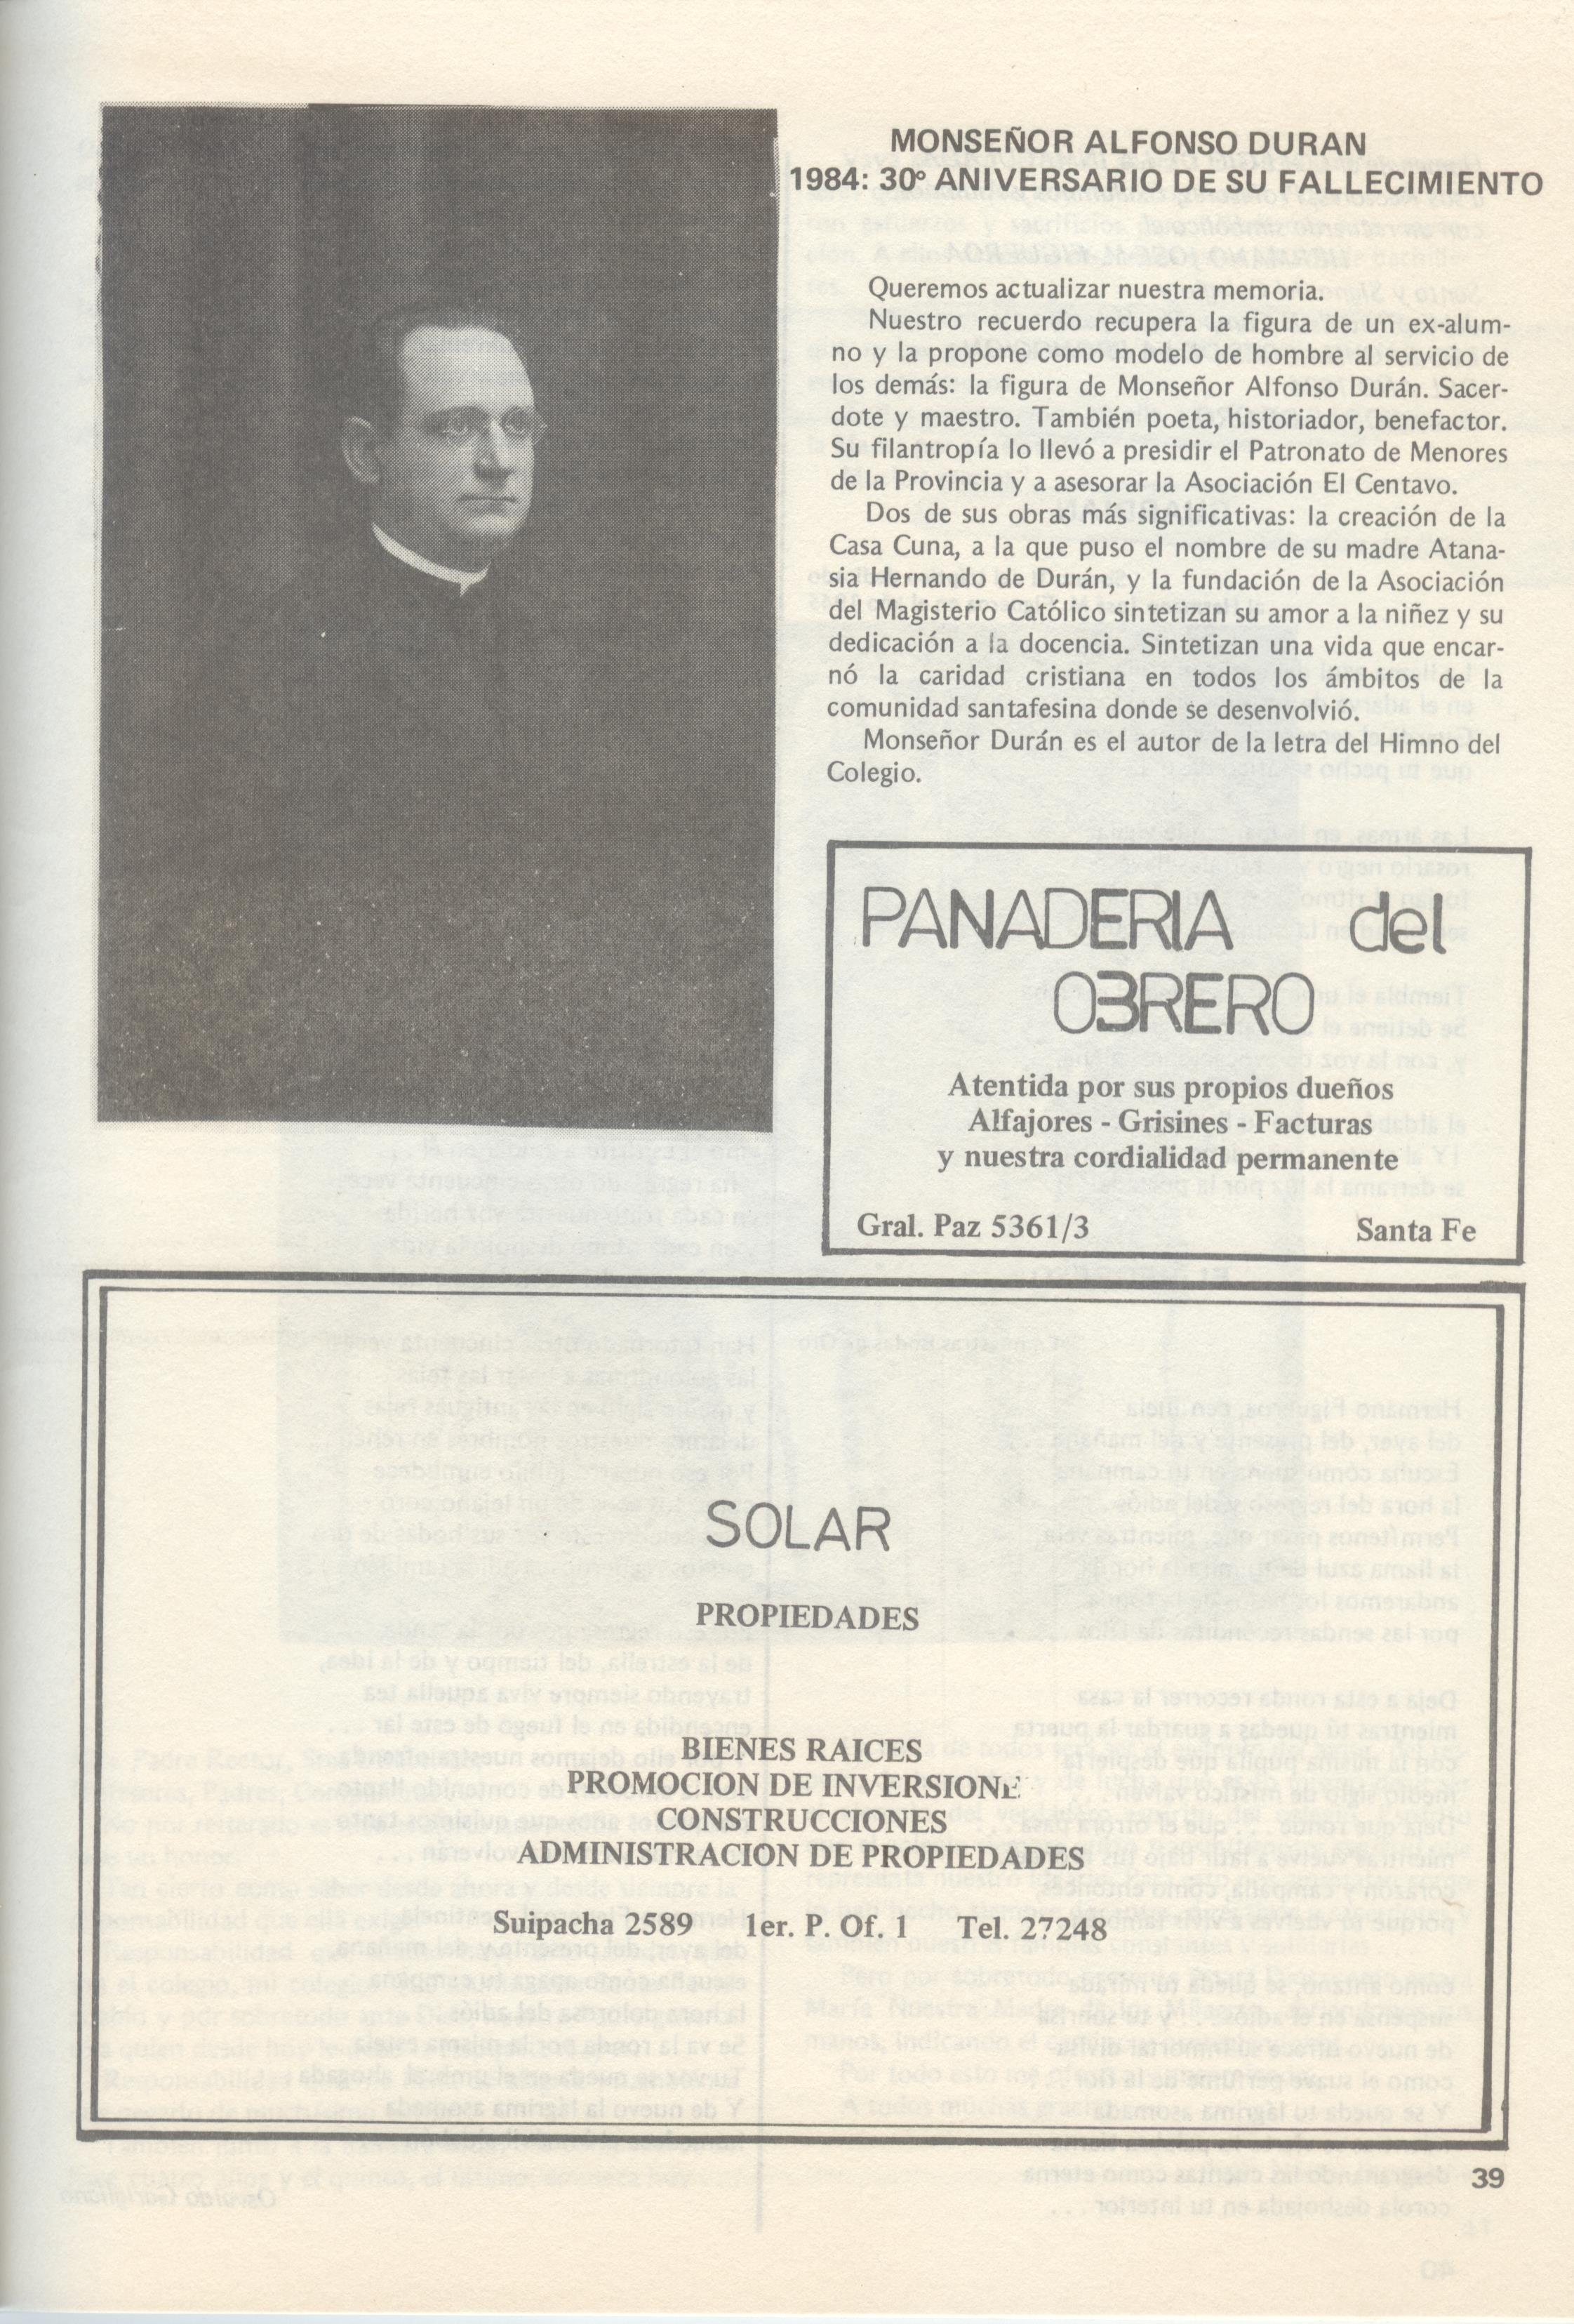 MONSEÑOR ALFONSO DURAN
1984: 30º ANIVERSARIO DE SU FALLECIMIENTO
Queremos actualizar nuestra memoria.
Nuestro recuerdo recupera la figura de un ex-alum-
no y la propone como modelo de hombre al servicio de
los demás: la figura de Monseñor Alfonso Durán. Sacer-
dote y maestro. También poeta, historiador, benefactor.
Su filantropía lo llevó a presidir el Patronato de Menores
de la Provincia y a asesorar la Asociación El Centavo.
Dos de sus obras más significativas: la creación de la
Casa Cuna, a la que puso el nombre de su madre Atana-
sia Hernando de Durán, y la fundación de la Asociación
del Magisterio Católico sintetizan su amor a la niñez y su
dedicación a la docencia. Sintetizan una vida que encar-
nó la caridad cristiana en todos los ámbitos de la
comunidad santafesina donde se desenvolvió.
Monseñor Durán es el autor de la letra del Himno del
Colegio.
PANADERIA del
OBRERO
Atentida por sus propios dueños
Alfajores - Grisines - Facturas
y nuestra cordialidad permanente
Gral. Paz 5361/3 Santa Fe
SOLAR
PROPIEDADES
BIENES RAICES
PROMOCION DE INVERSIONE
CONSTRUCCIONES
ADMINISTRACION DE PROPIEDADES
Suipacha 2589 1er. P. Of. 1 Tel. 27248
39